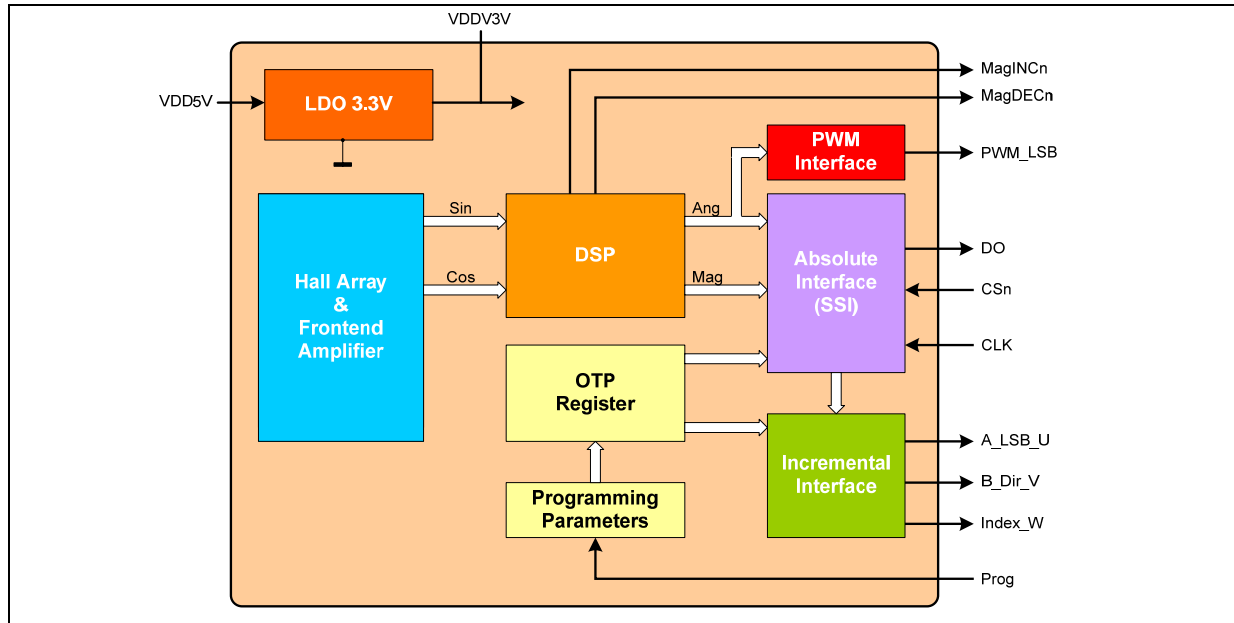 VDDV3V
VDD5V
LDO 3.3V
MagINCn
MagDECn
PWM
Interface
PWM_LSB
Sin
Cos
Hall Array
&
Frontend
Amplifier
DSP
Ang
Mag
Absolute
Interface
(SSI)
DO
CSn
CLK
OTP
Register
Programming
Parameters
Incremental
Interface
A_LSB_U
B_Dir_V
Index_W
Prog